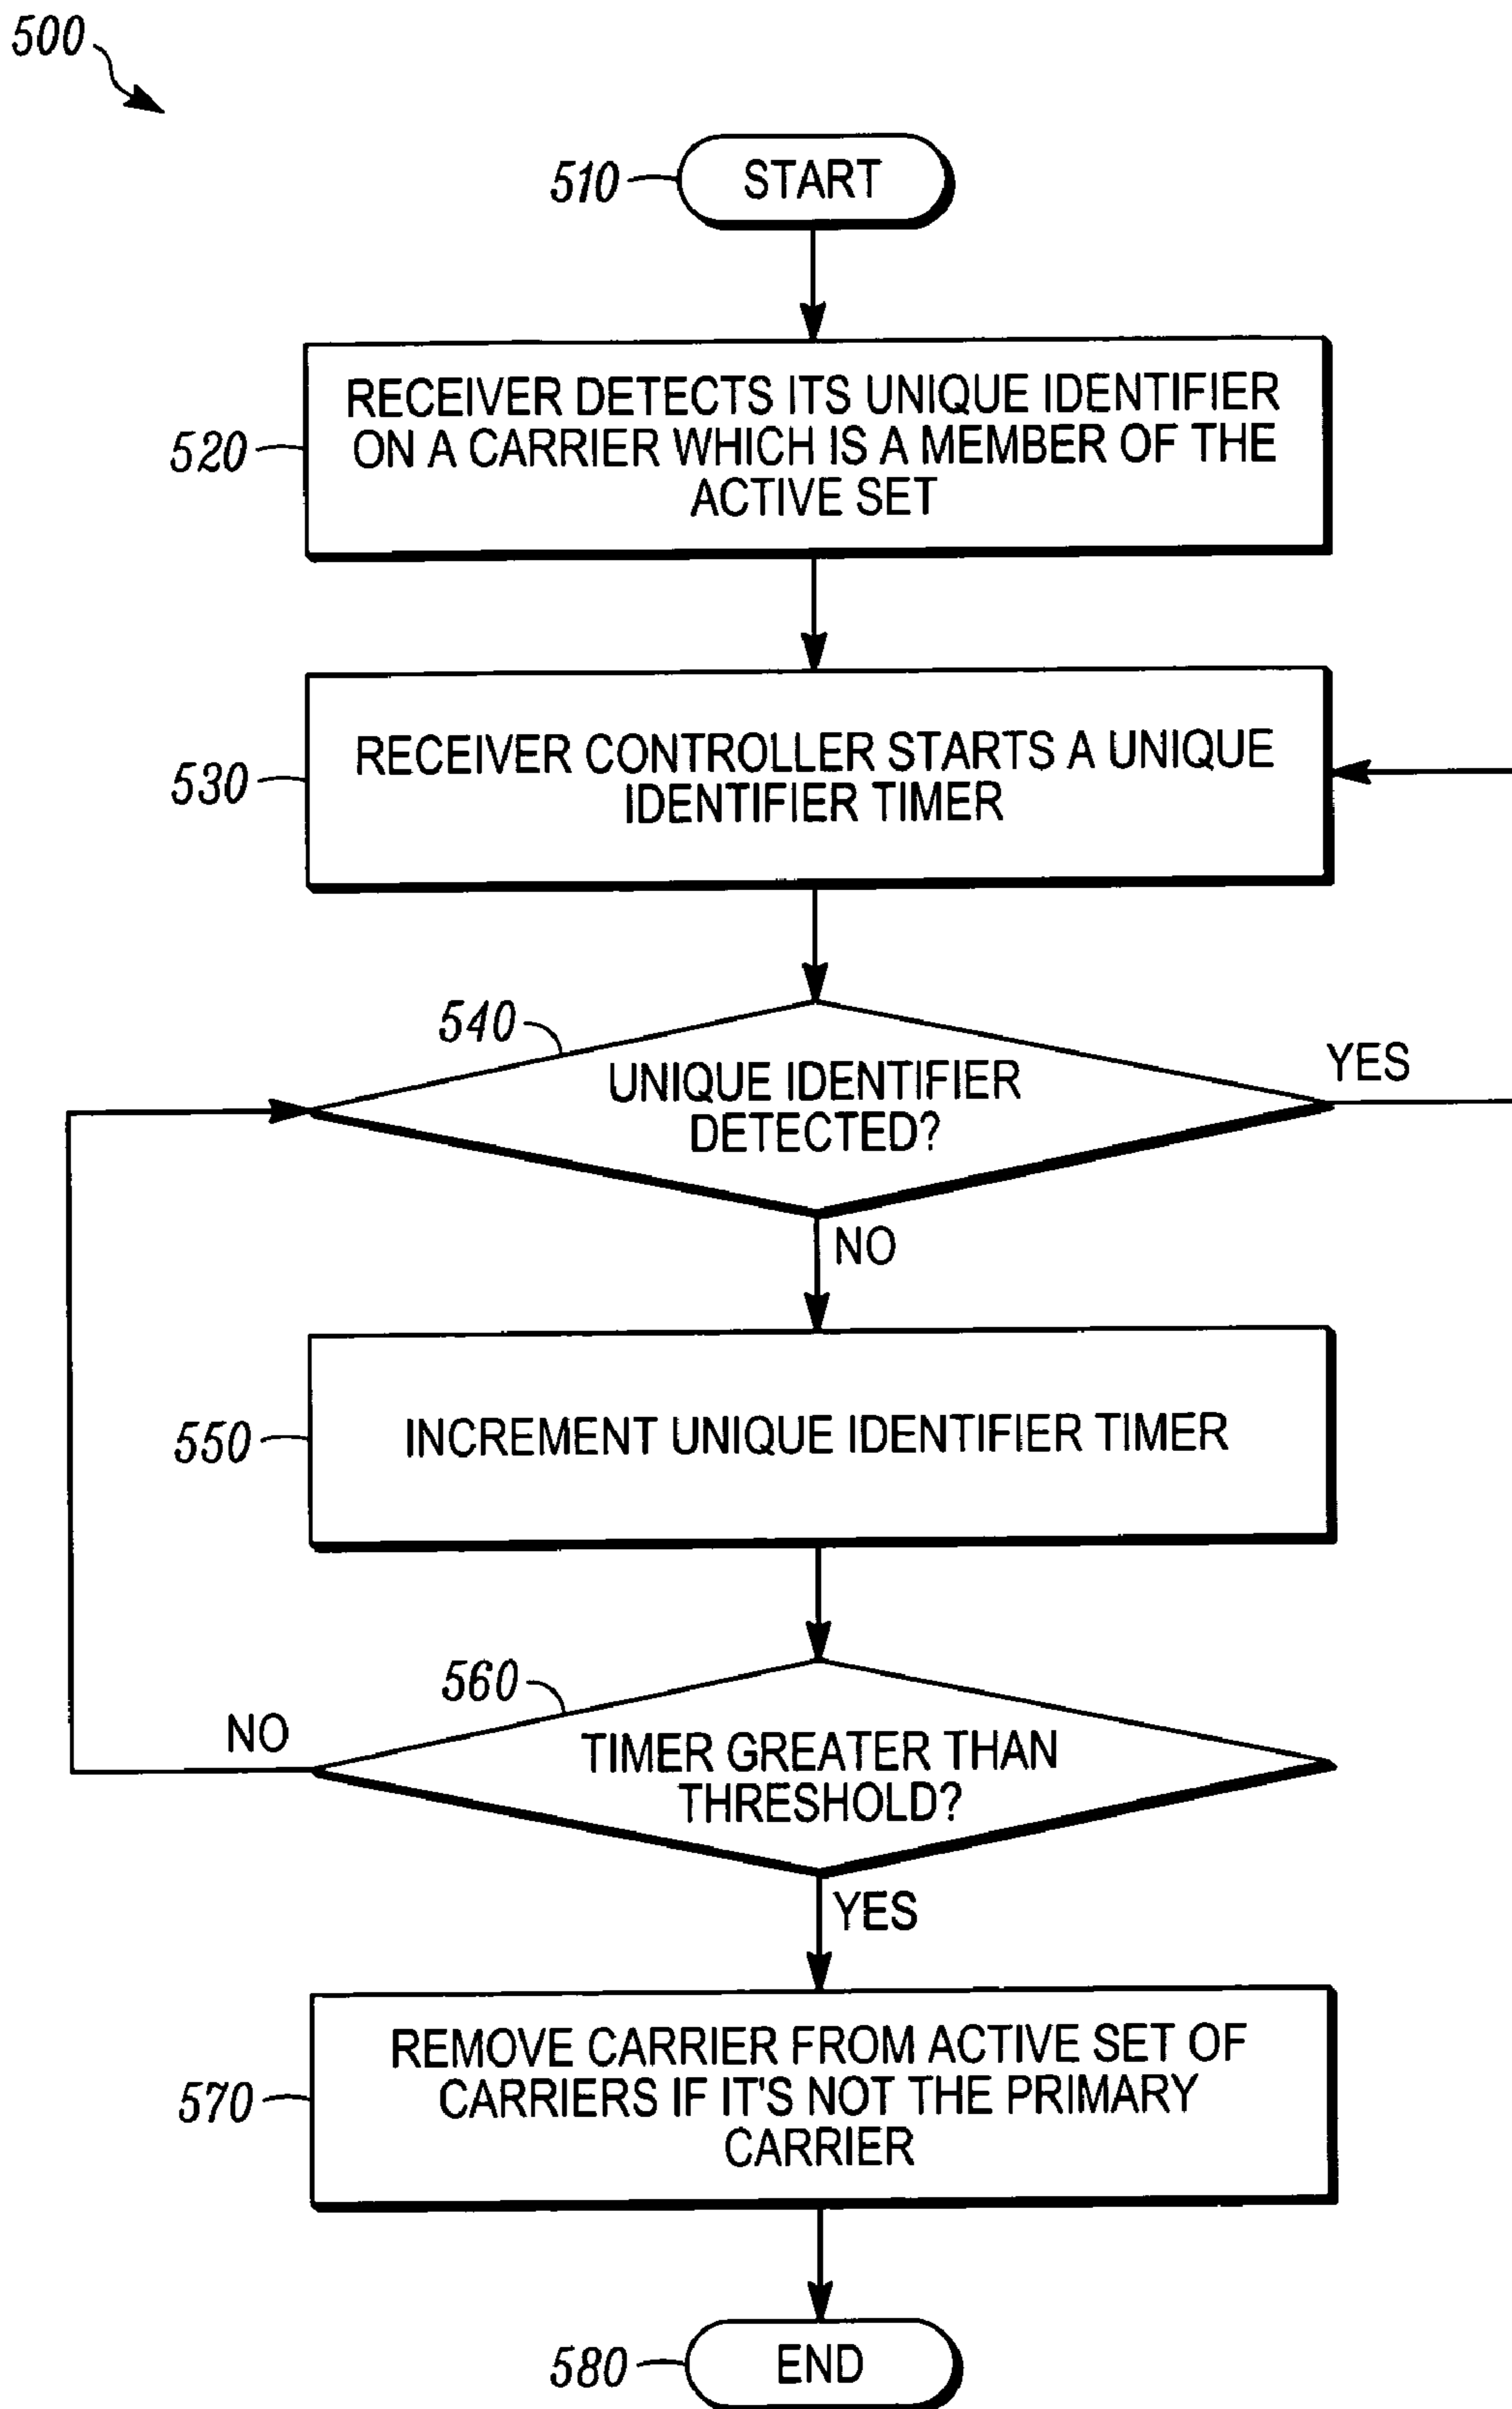 500
510
START
520
RECEIVER DETECTS ITS UNIQUE IDENTIFIER
ON A CARRIER WHICH IS A MEMBER OF THE
ACTIVE SET
530
RECEIVER CONTROLLER STARTS A UNIQUE
IDENTIFIER TIMER
540
UNIQUE IDENTIFIER
DETECTED?
YES
NO
550
INCREMENT UNIQUE IDENTIFIER TIMER
560
NO
TIMER GREATER THAN
THRESHOLD?
YES
570
REMOVE CARRIER FROM ACTIVE SET OF
CARRIERS IF IT'S NOT THE PRIMARY
CARRIER
580
END